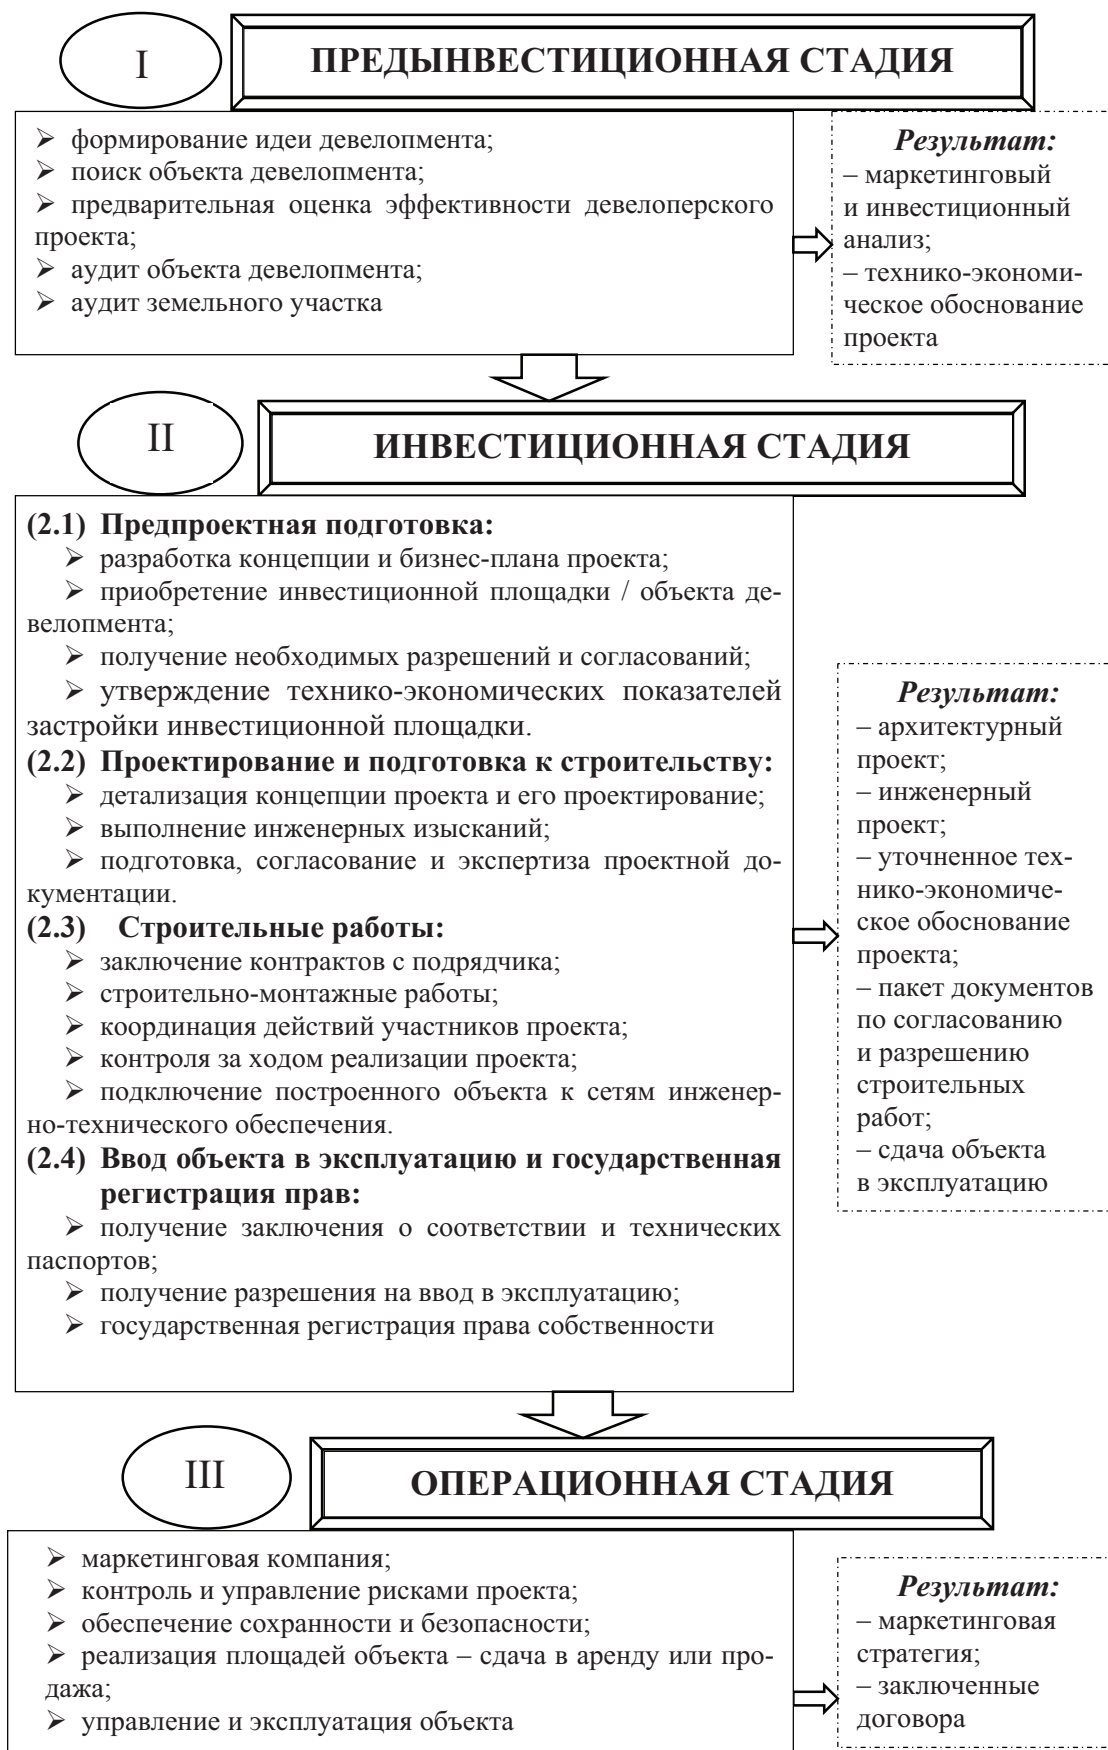 I
ПРЕДЫНВЕСТИЦИОННАЯ СТАДИЯ
➢ формирование идеи девелопмента;
➢ поиск объекта девелопмента;
➢ предварительная оценка эффективности девелоперского
проекта;
➢ аудит объекта девелопмента;
➢ аудит земельного участка
Результат:
– маркетинговый
и инвестиционный
анализ;
– технико-экономи-
ческое обоснование
проекта
II
ИНВЕСТИЦИОННАЯ СТАДИЯ
(2.1) Предпроектная подготовка:
➢ разработка концепции и бизнес-плана проекта;
➢ приобретение инвестиционной площадки / объекта де-
велопмента;
➢ получение необходимых разрешений и согласований;
➢ утверждение технико-экономических показателей
застройки инвестиционной площадки.
(2.2) Проектирование и подготовка к строительству:
➢ детализация концепции проекта и его проектирование;
➢ выполнение инженерных изысканий;
➢ подготовка, согласование и экспертиза проектной до-
кументации.
(2.3) Строительные работы:
➢ заключение контрактов с подрядчика;
➢ строительно-монтажные работы;
➢ координация действий участников проекта;
➢ контроля за ходом реализации проекта;
➢ подключение построенного объекта к сетям инженер-
но-технического обеспечения.
(2.4) Ввод объекта в эксплуатацию и государственная
регистрация прав:
➢ получение заключения о соответствии и технических
паспортов;
➢ получение разрешения на ввод в эксплуатацию;
➢ государственная регистрация права собственности
Результат:
– архитектурный
проект;
– инженерный
проект;
– уточненное тех-
нико-экономиче-
ское обоснование
проекта;
– пакет документов
по согласованию
и разрешению
строительных
работ;
– сдача объекта
в эксплуатацию
III
ОПЕРАЦИОННАЯ СТАДИЯ
➢ маркетинговая компания;
➢ контроль и управление рисками проекта;
➢ обеспечение сохранности и безопасности;
➢ реализация площадей объекта – сдача в аренду или про-
дажа;
➢ управление и эксплуатация объекта
Результат:
– маркетинговая
стратегия;
– заключенные
договора